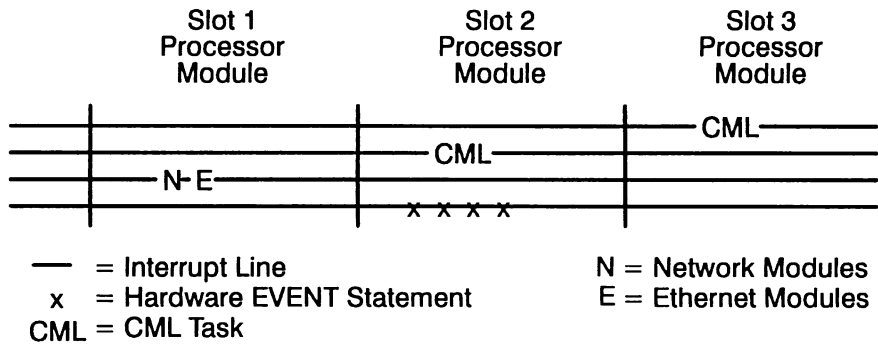 Slot 1
Processor
Module
Slot 2
Processor
Module
Slot 3
Processor
Module
CML
CML
N E
x x x x
= Interrupt Line
x = Hardware EVENT Statement
CML = CML Task
N = Network Modules
E = Ethernet Modules